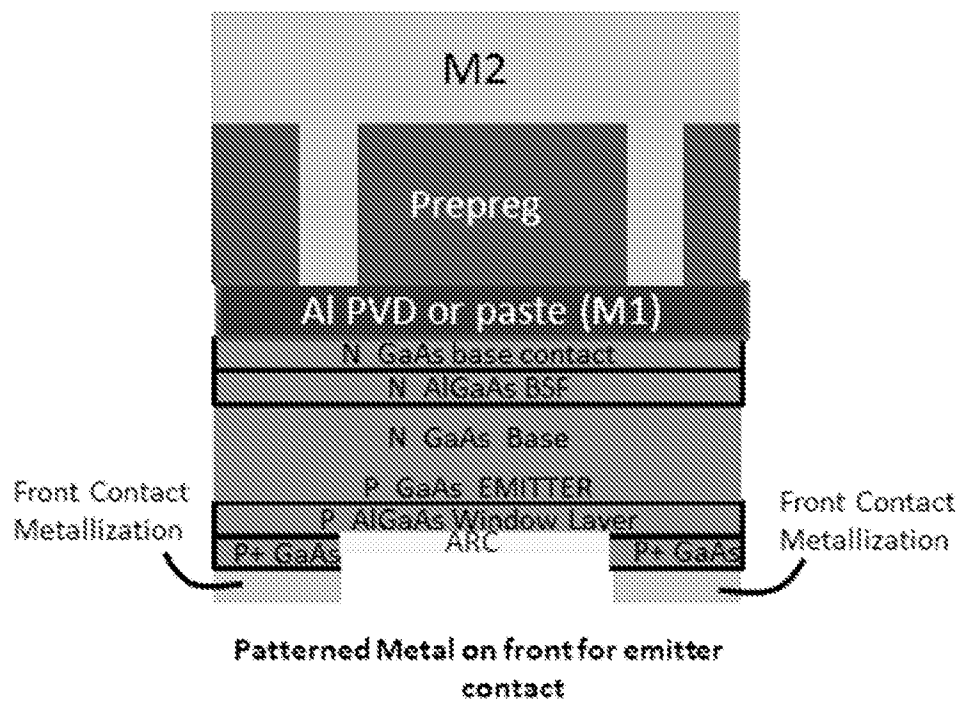 M2
Prepreg
Al PVD or paste (M1)
N GaAs base contact
N AlGaAs BSF
N GaAs Base
P GaAs EMITTER
P AlGaAs Window Layer
ARC
P+ GaAs
P+ GaAs
Front Contact
Metallization
Front Contact
Metallization
Patterned Metal on front for emitter
contact